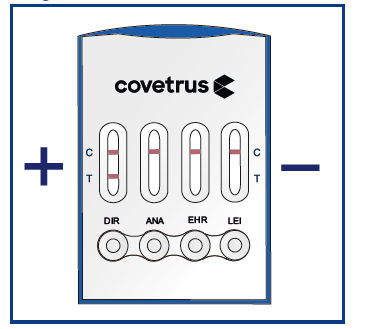 covetrus
+ C C −
T T
DIR ANA EHR LEI